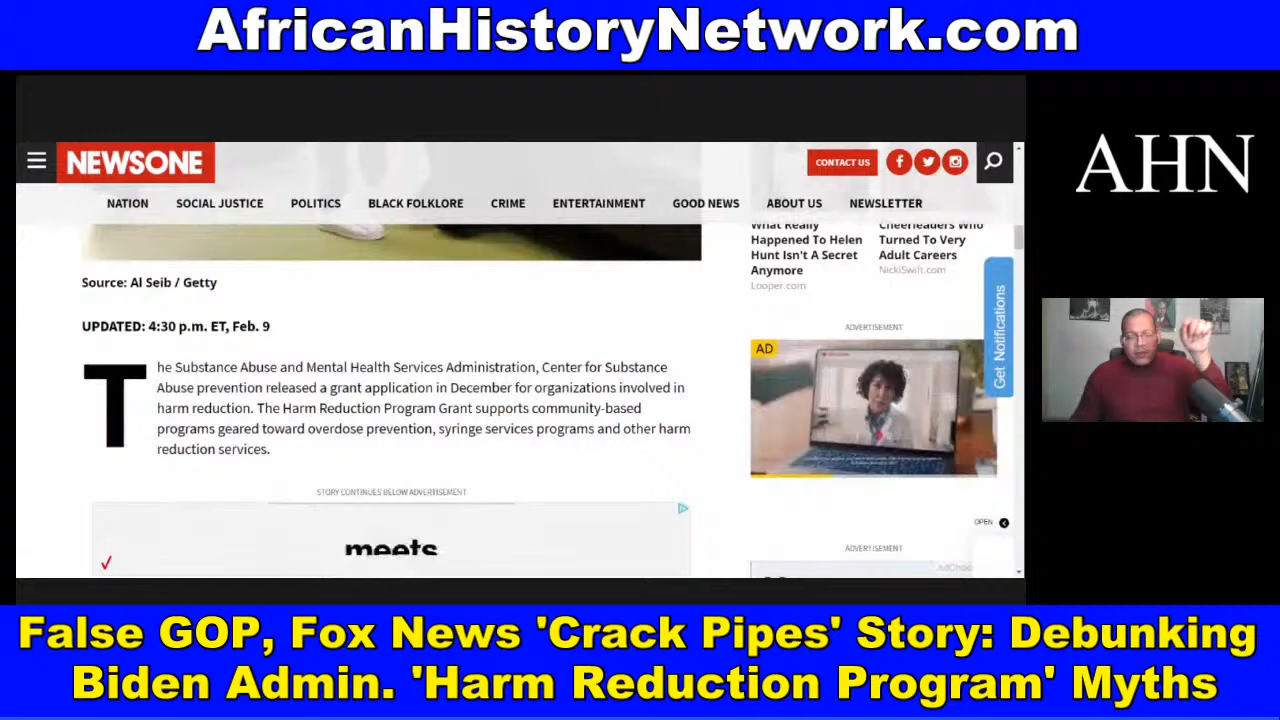 AfricanHistoryNetwork.com
AHN
NEWSONE
CONTACT US
NATION SOCIAL JUSTICE POLITICS BLACK FOLKLORE CRIME ENTERTAINMENT GOOD NEWS ABOUT US NEWSLETTER
Source: Al Seib / Getty
UPDATED: 4:30 p.m. ET, Feb. 9
The Substance Abuse and Mental Health Services Administration, Center for Substance
Abuse prevention released a grant application in December for organizations involved in
harm reduction. The Harm Reduction Program Grant supports community-based
programs geared toward overdose prevention, syringe services programs and other harm
reduction services.
STORY CONTINUES BELOW ADVERTISEMENT
meets
What Really
Happened To Helen
Hunt Isn't A Secret
Anymore
Looper.com
Cheerleaders Who
Turned To Very
Adult Careers
NickiSwift.com
ADVERTISEMENT
AD
Get Notifications
OPEN
ADVERTISEMENT
False GOP, Fox News 'Crack Pipes' Story: Debunking
Biden Admin. 'Harm Reduction Program' Myths